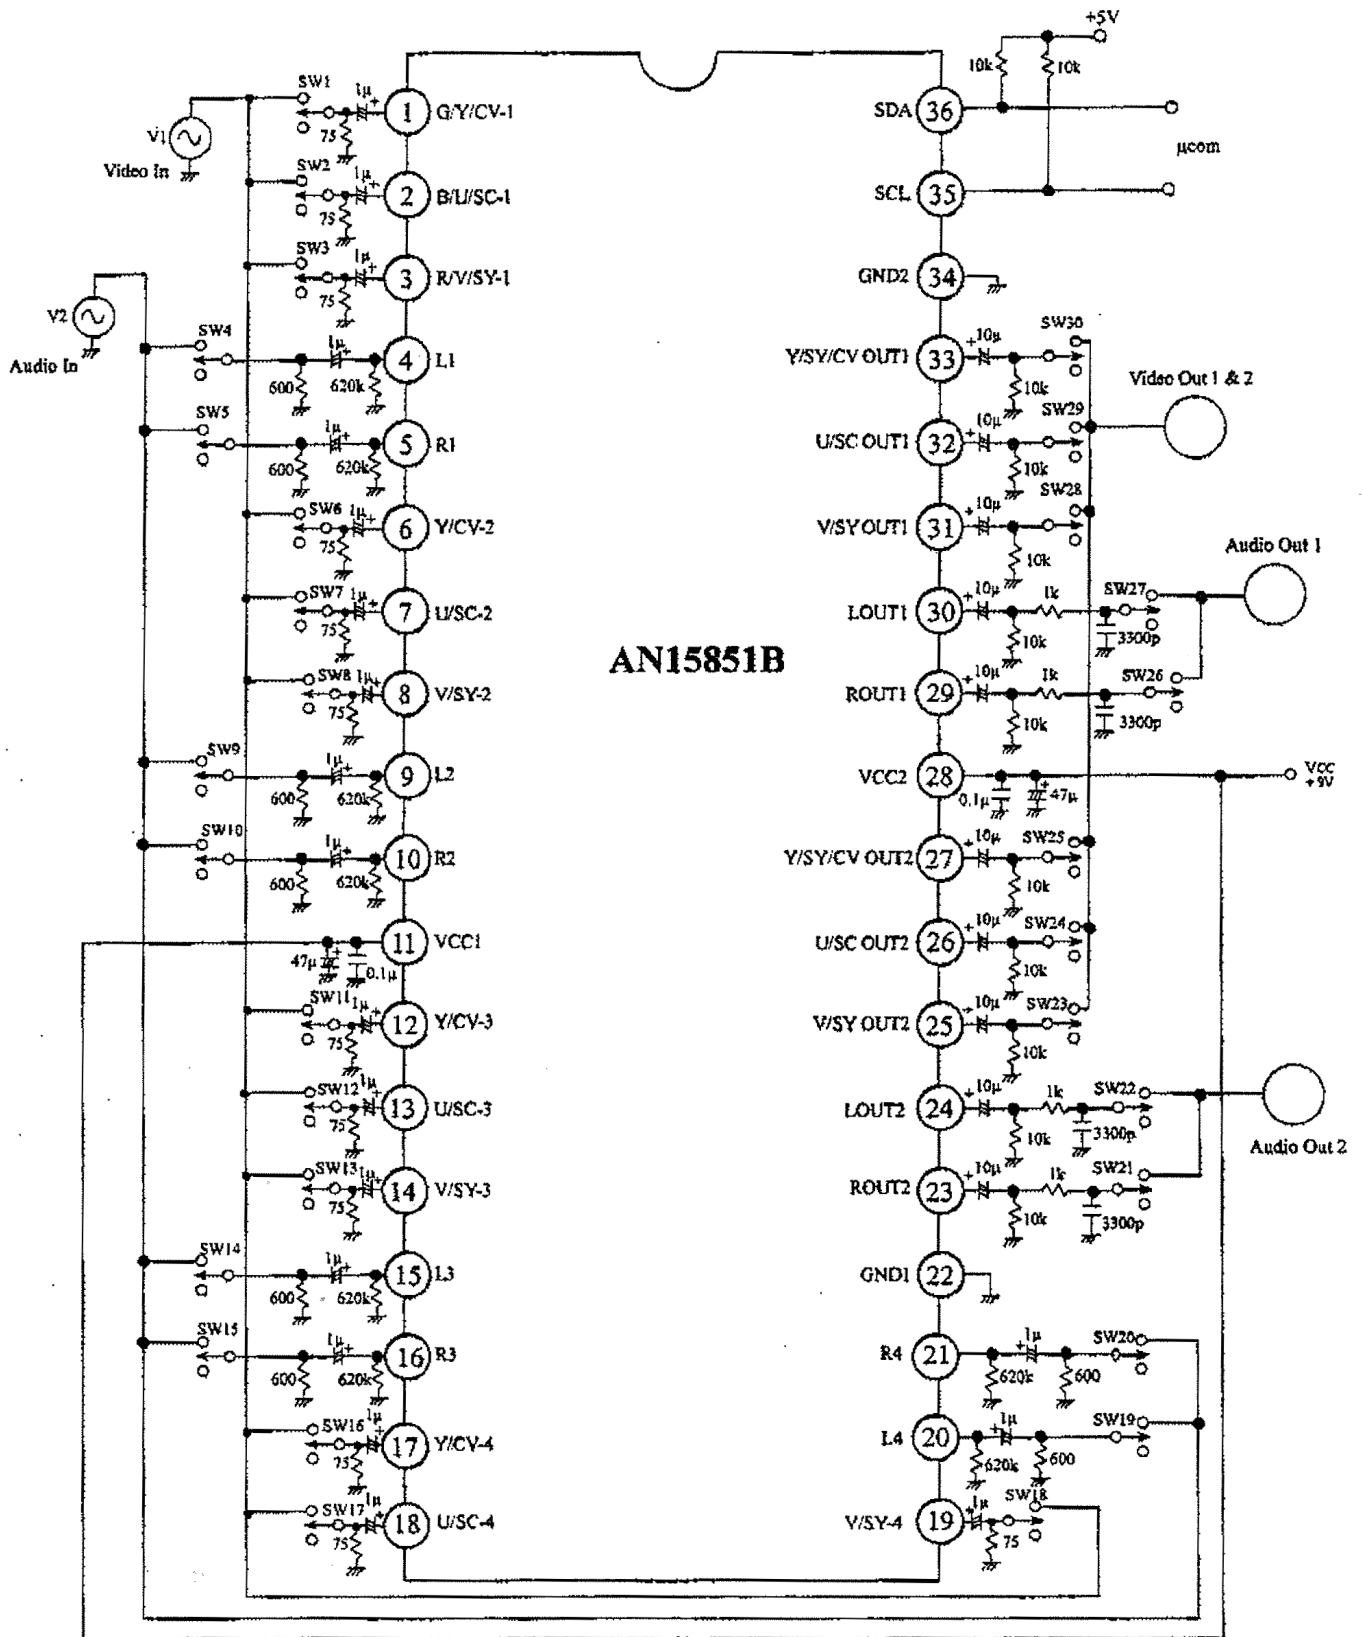 +5V
10k
10k
SW1
1μ
+
1
G/Y/CV-1
75
V1
Video In
SDA
36
μcom
SW2
1μ
+
2
B/U/SC-1
75
SCL
35
SW3
1μ
+
3
R/V/SY-1
75
GND2
34
V2
Audio In
SW4
1μ
+
4
L1
600
620k
Y/SY/CV OUT1
33
+
10μ
SW30
10k
Video Out 1 & 2
SW5
1μ
+
5
R1
600
620k
U/SC OUT1
32
+
10μ
SW29
10k
SW6
1μ
+
6
Y/CV-2
75
V/SY OUT1
31
+
10μ
SW28
10k
Audio Out 1
SW7
1μ
+
7
U/SC-2
75
LOUT1
30
+
10μ
1k
SW27
10k
3300p
AN15851B
SW8
1μ
+
8
V/SY-2
75
ROUT1
29
+
10μ
1k
SW26
10k
3300p
SW9
1μ
+
9
L2
600
620k
VCC2
28
0.1μ
+
47μ
VCC
+9V
SW10
1μ
+
10
R2
600
620k
Y/SY/CV OUT2
27
+
10μ
SW25
10k
11
VCC1
47μ
+
0.1μ
U/SC OUT2
26
+
10μ
SW24
10k
SW11
1μ
+
12
Y/CV-3
75
V/SY OUT2
25
+
10μ
SW23
10k
SW12
1μ
+
13
U/SC-3
75
LOUT2
24
+
10μ
1k
SW22
10k
3300p
Audio Out 2
SW13
1μ
+
14
V/SY-3
75
ROUT2
23
+
10μ
1k
SW21
10k
3300p
SW14
1μ
+
15
L3
600
620k
GND1
22
SW15
1μ
+
16
R3
600
620k
R4
21
+
1μ
SW20
620k
600
SW16
1μ
+
17
Y/CV-4
75
L4
20
+
1μ
SW19
620k
600
SW17
1μ
+
18
U/SC-4
75
V/SY-4
19
+
1μ
SW18
75